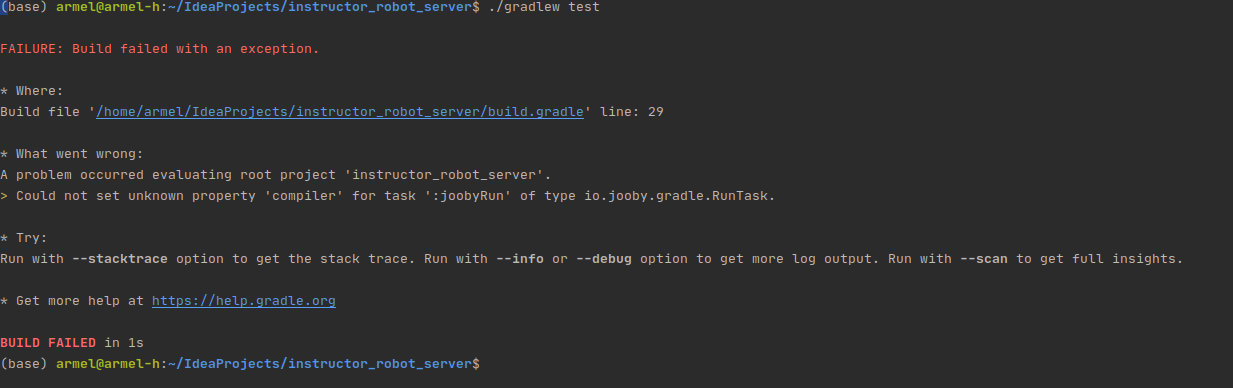 (base) armel@armel-h:~/IdeaProjects/instructor_robot_server$ ./gradlew test
FAILURE: Build failed with an exception.
* Where:
Build file '/home/armel/IdeaProjects/instructor_robot_server/build.gradle' line: 29
* What went wrong:
A problem occurred evaluating root project 'instructor_robot_server'.
> Could not set unknown property 'compiler' for task ':joobyRun' of type io.jooby.gradle.RunTask.
* Try:
Run with --stacktrace option to get the stack trace. Run with --info or --debug option to get more log output. Run with --scan to get full insights.
* Get more help at https://help.gradle.org
BUILD FAILED in 1s
(base) armel@armel-h:~/IdeaProjects/instructor_robot_server$